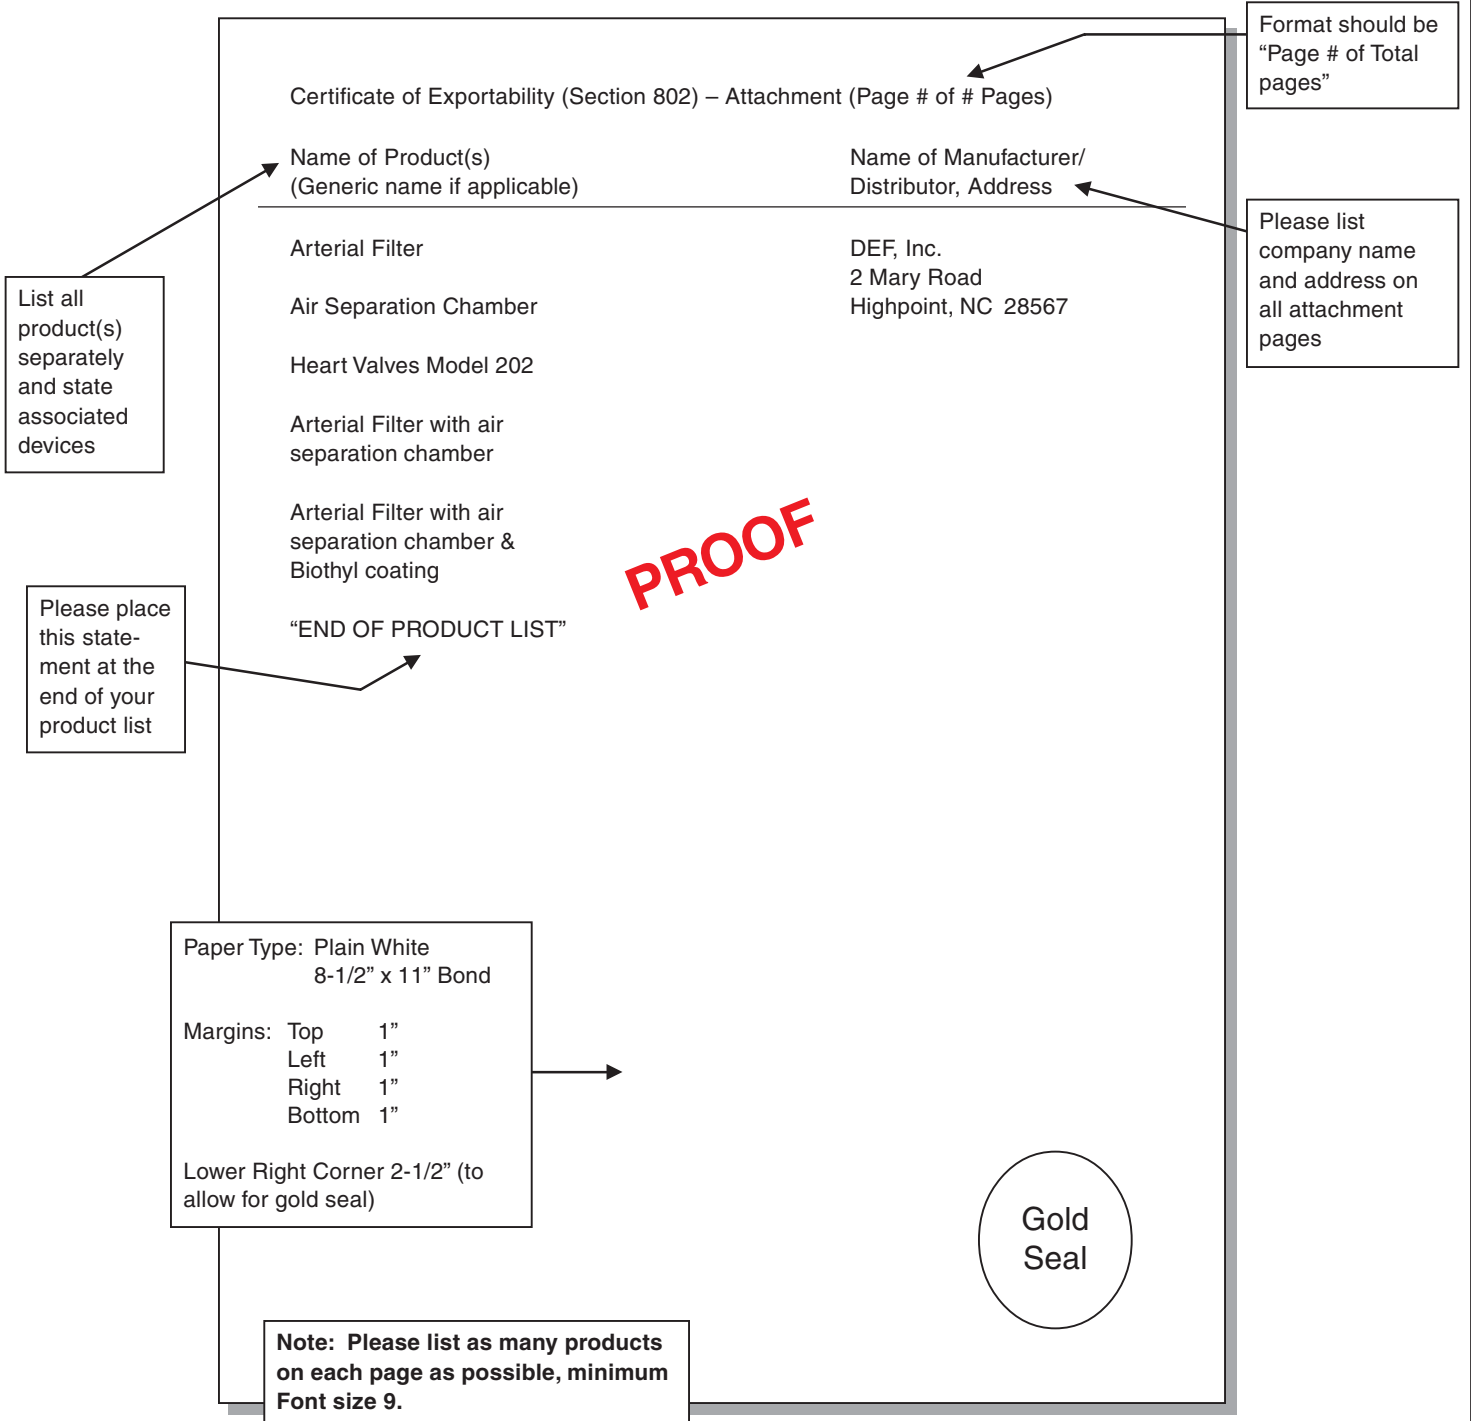 Format should be
“Page # of Total
pages”
Certificate of Exportability (Section 802) – Attachment (Page # of # Pages)
Name of Product(s)
(Generic name if applicable)
Name of Manufacturer/
Distributor, Address
Please list
company name
and address on
all attachment
pages
List all
product(s)
separately
and state
associated
devices
Arterial Filter
Air Separation Chamber
Heart Valves Model 202
Arterial Filter with air
separation chamber
Arterial Filter with air
separation chamber &
Biothyl coating
“END OF PRODUCT LIST”
DEF, Inc.
2 Mary Road
Highpoint, NC  28567
PROOF
Please place
this state-
ment at the
end of your
product list
Paper Type:  Plain White
8-1/2” x 11” Bond
Margins:  Top 1”
Left 1”
Right 1”
Bottom 1”
Lower Right Corner 2-1/2” (to
allow for gold seal)
Gold
Seal
Note:  Please list as many products
on each page as possible, minimum
Font size 9.